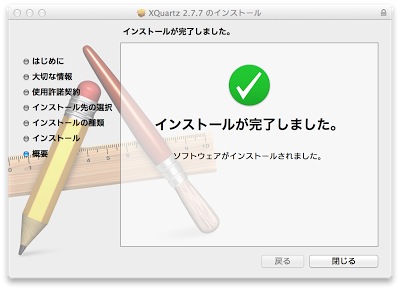 XQuartz 2.7.7 のインストール
インストールが完了しました。
はじめに
大切な情報
使用許諾契約
インストール先の選択
インストールの種類
インストール
概要
インストールが完了しました。
ソフトウェアがインストールされました。
戻る
閉じる